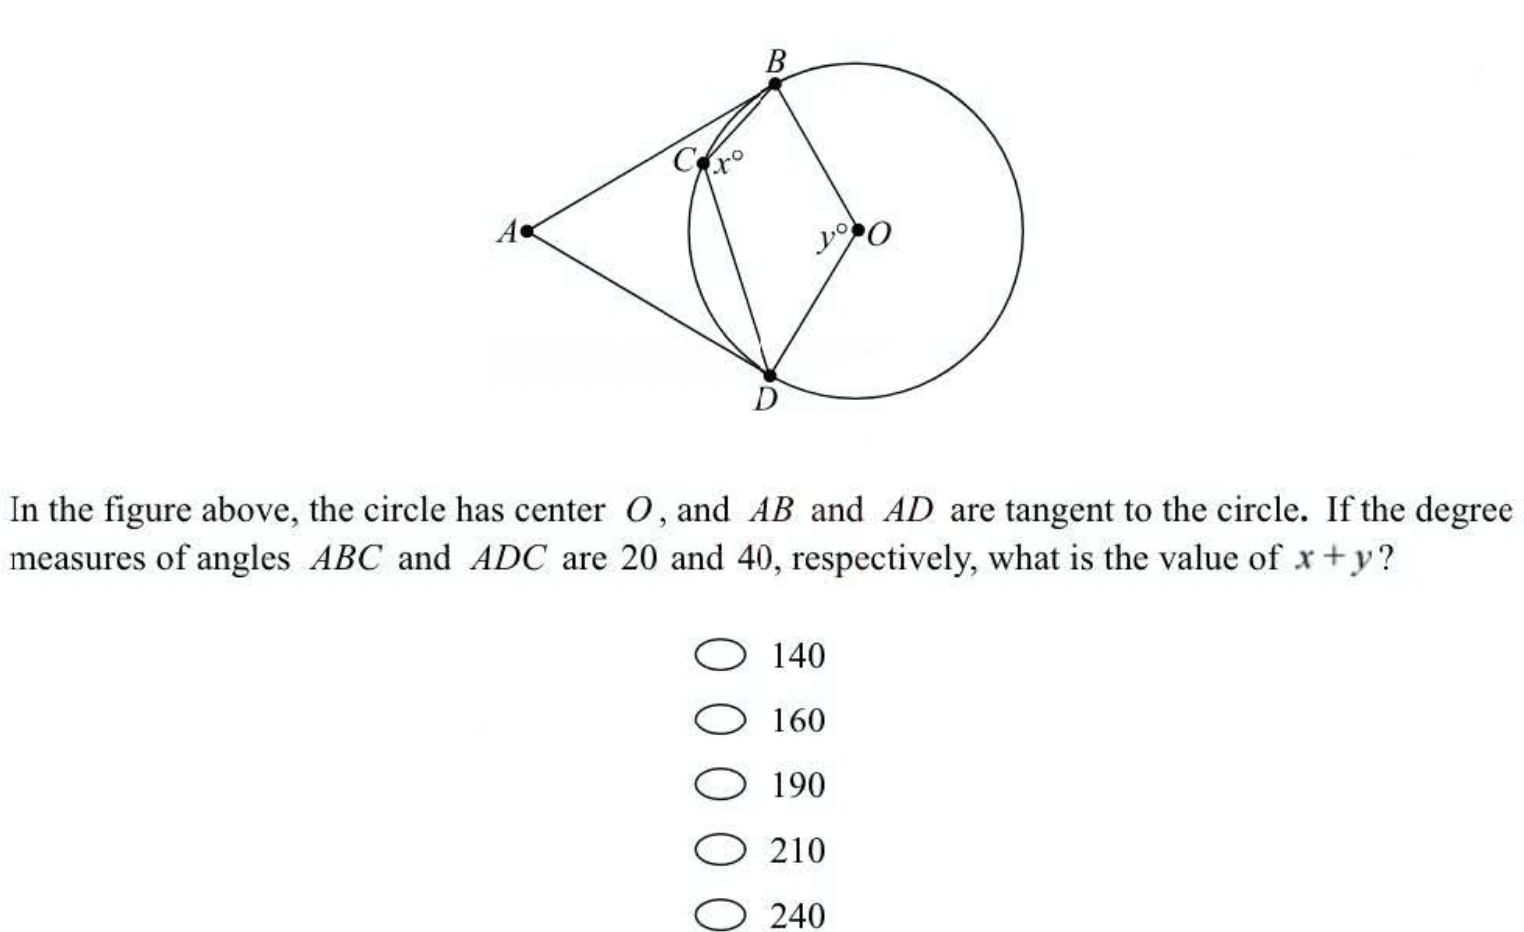 B
C x°
A
y° O
D
In the figure above, the circle has center O, and AB and AD are tangent to the circle. If the degree
measures of angles ABC and ADC are 20 and 40, respectively, what is the value of x + y?
140
160
190
210
240